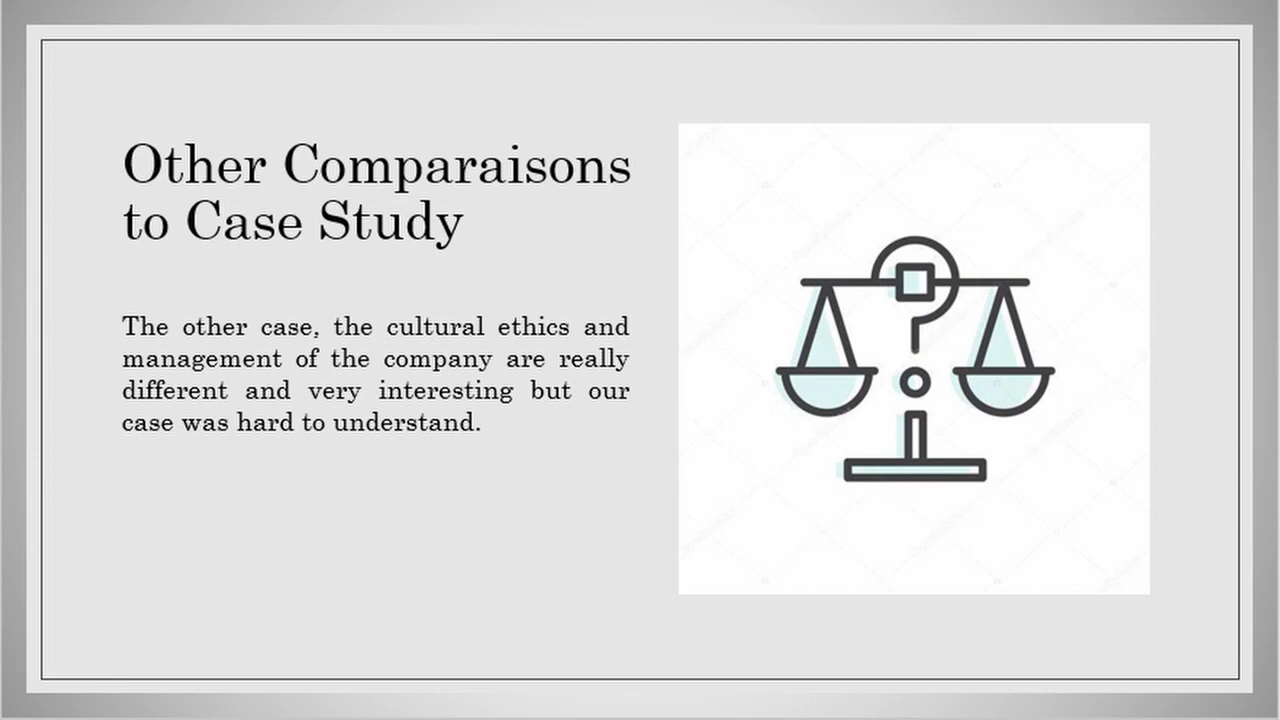 Other Comparaisons
to Case Study
The other case, the cultural ethics and
management of the company are really
different and very interesting but our
case was hard to understand.